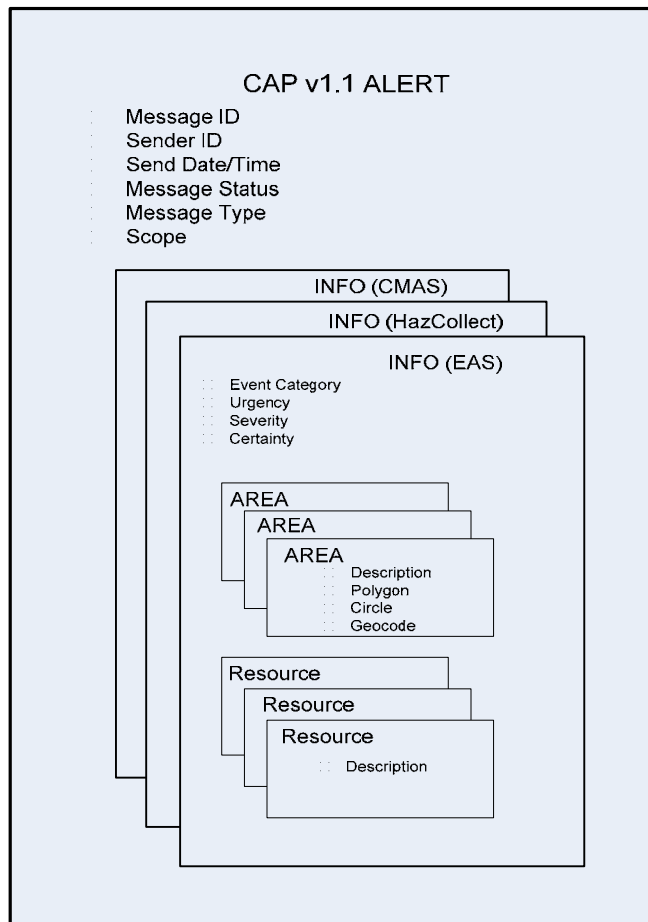 CAP v1.1 ALERT
Message ID
Sender ID
Send Date/Time
Message Status
Message Type
Scope
INFO (CMAS)
INFO (HazCollect)
INFO (EAS)
Event Category
Urgency
Severity
Certainty
AREA
AREA
AREA
Description
Polygon
Circle
Geocode
Resource
Resource
Resource
Description